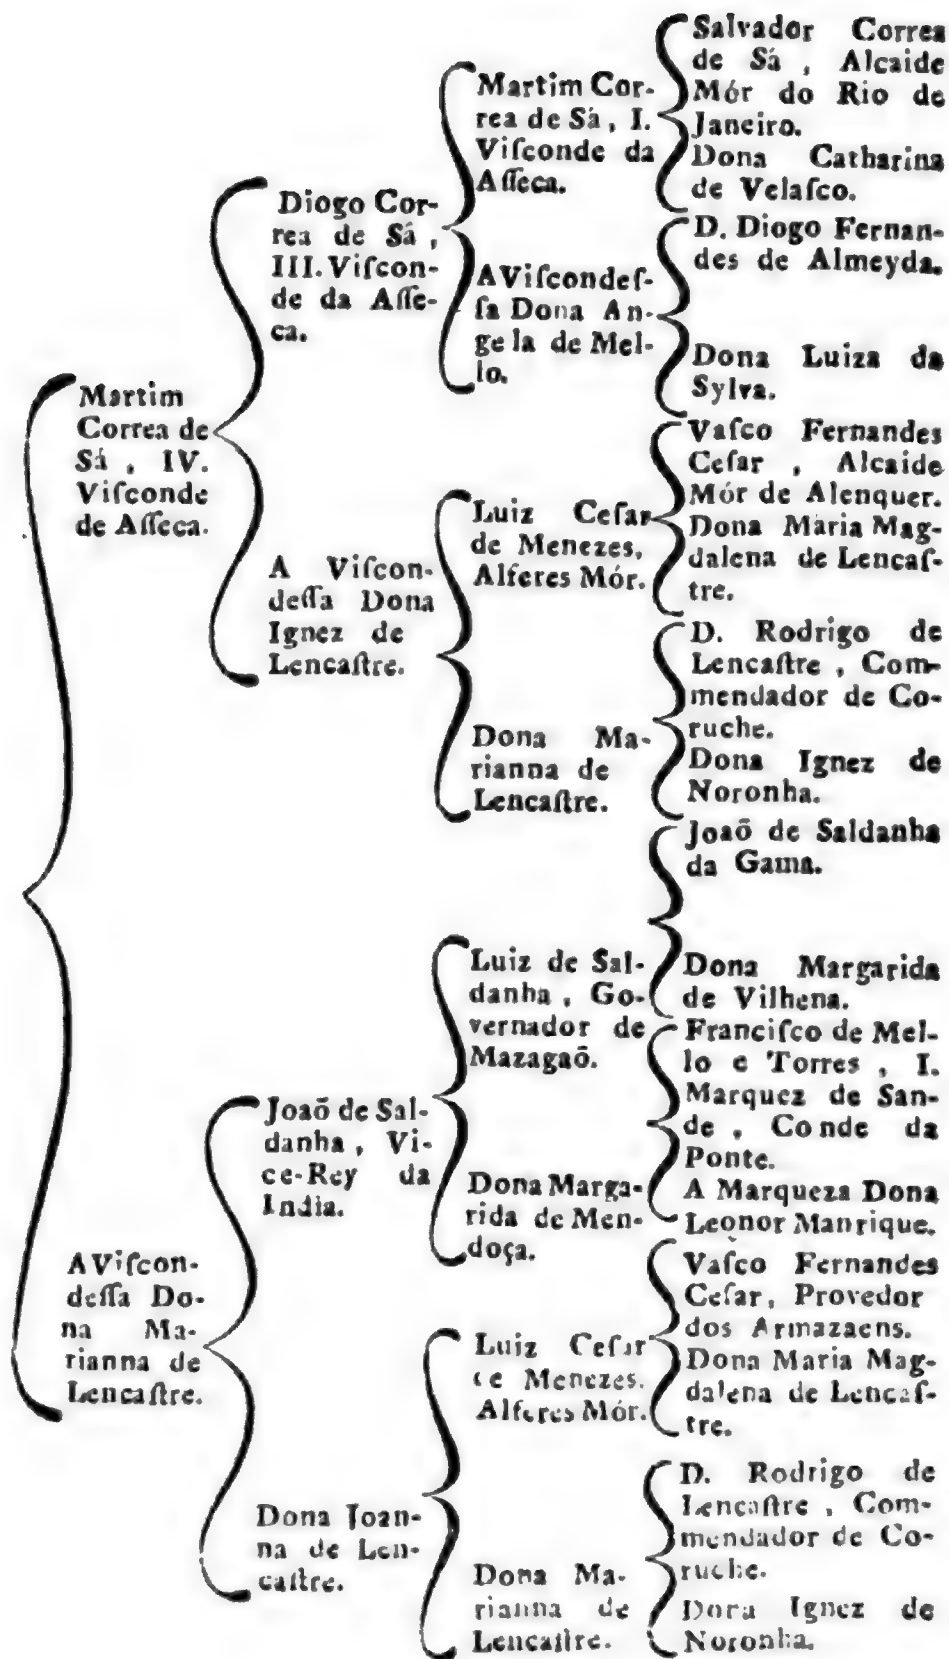 Martim
Correa de
Sá , IV.
Viſconde
de Aſſeca.
A Viſcon-
deſſa Do-
na Ma-
rianna de
Lencaſtre.
Diogo Cor-
rea de Sá ,
III. Viſcon-
de da Aſſe-
ca.
A Viſcon-
deſſa Dona
Ignez de
Lencaſtre.
Joaõ de Sal-
danha , Vi-
ce-Rey da
India.
Dona Joan-
na de Len-
caſtre.
Martim Cor-
rea de Sá, I.
Viſconde da
Aſſeca.
A Viſcondeſ-
ſa Dona An-
gela de Mel-
lo.
Luiz Ceſar
de Menezes,
Alferes Mór.
Dona Ma-
rianna de
Lencaſtre.
Luiz de Sal-
danha , Go-
vernador de
Mazagaõ.
Dona Marga-
rida de Men-
doça.
Luiz Ceſar
de Menezes.
Alferes Mór.
Dona Ma-
rianna de
Lencaſtre.
Salvador Correa
de Sá , Alcaide
Mór do Rio de
Janeiro.
Dona Catharina
de Velaſco.
D. Diogo Fernan-
des de Almeyda.
Dona Luiza da
Sylva.
Vaſco Fernandes
Ceſar , Alcaide
Mór de Alenquer.
Dona Maria Mag-
dalena de Lencaſ-
tre.
D. Rodrigo de
Lencaſtre , Com-
mendador de Co-
ruche.
Dona Ignez de
Noronha.
Joaõ de Saldanha
da Gama.
Dona Margarida
de Vilhena.
Franciſco de Mel-
lo e Torres , I.
Marquez de San-
de , Conde da
Ponte.
A Marqueza Dona
Leonor Manrique.
Vaſco Fernandes
Ceſar, Provedor
dos Armazaens.
Dona Maria Mag-
dalena de Lencaſ-
tre.
D. Rodrigo de
Lencaſtre , Com-
mendador de Co-
ruche.
Dona Ignez de
Noronha.